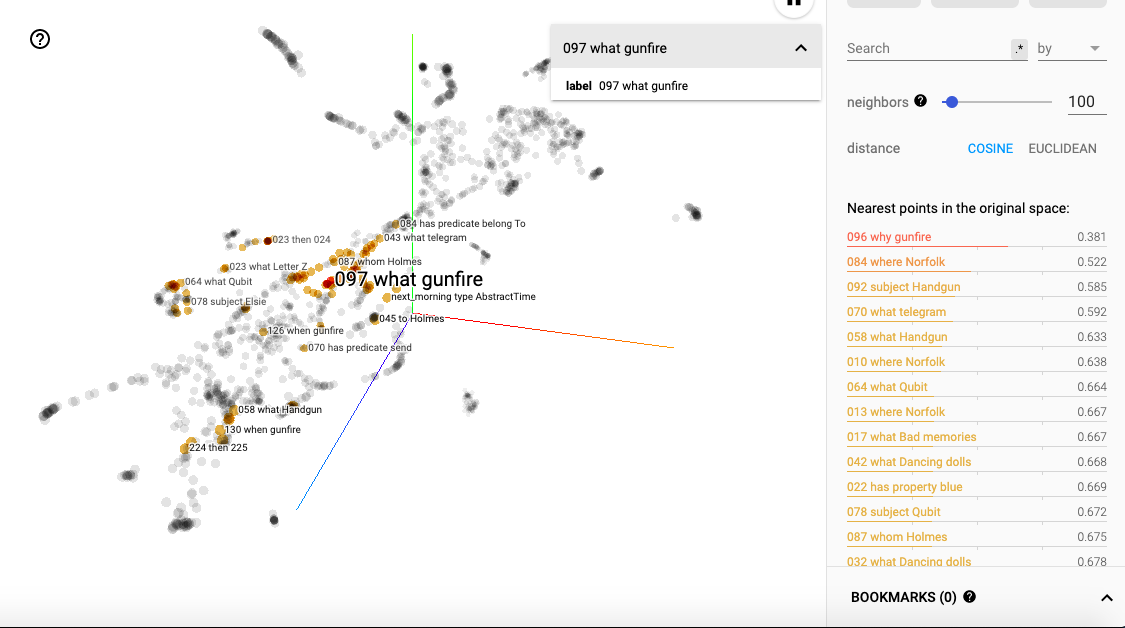 097 what gunfire
label 097 what gunfire
084 has predicate belong To
043 what telegram
023 then 024
087 whom Holmes
023 what Letter Z
097 what gunfire
064 what Qubit
next_morning type AbstractTime
078 subject Elsie
045 to Holmes
126 when gunfire
070 has predicate send
058 what Handgun
130 when gunfire
224 then 225
Search .* by
neighbors 100
distance COSINE EUCLIDEAN
Nearest points in the original space:
096 why gunfire 0.381
084 where Norfolk 0.522
092 subject Handgun 0.585
070 what telegram 0.592
058 what Handgun 0.633
010 where Norfolk 0.638
064 what Qubit 0.664
013 where Norfolk 0.667
017 what Bad memories 0.667
042 what Dancing dolls 0.668
022 has property blue 0.669
078 subject Qubit 0.672
087 whom Holmes 0.675
032 what Dancing dolls 0.678
BOOKMARKS (0)